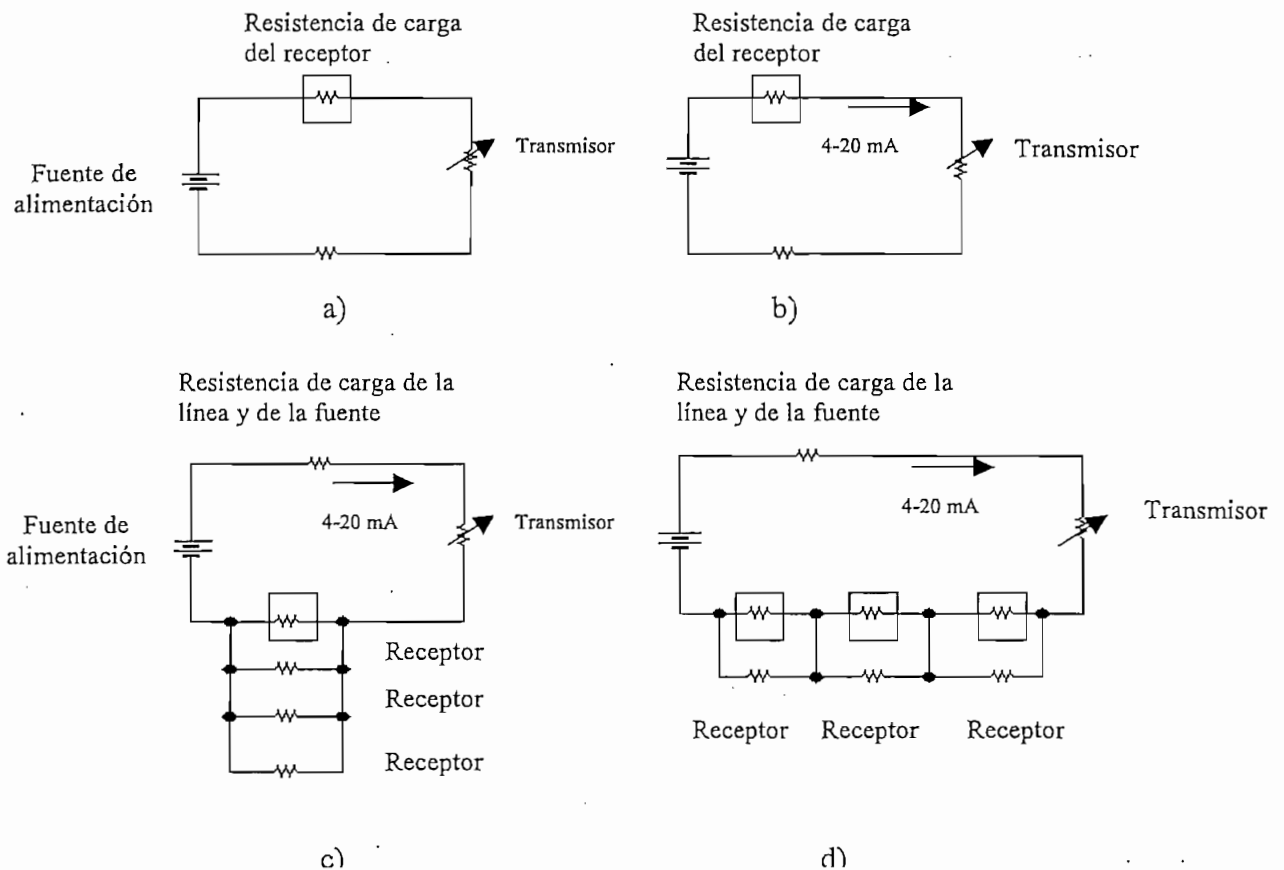 Resistencia de carga
del receptor
Transmisor
Fuente de
alimentación
a)
Resistencia de carga
del receptor
4-20 mA
Transmisor
b)
Resistencia de carga de la
línea y de la fuente
4-20 mA
Transmisor
Fuente de
alimentación
Receptor
Receptor
Receptor
c)
Resistencia de carga de la
línea y de la fuente
4-20 mA
Transmisor
Receptor Receptor Receptor
d)